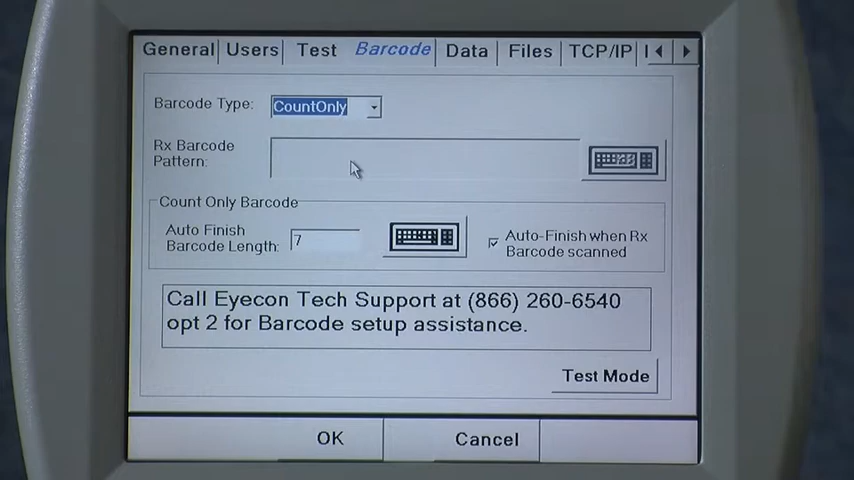 General Users Test Barcode Data Files TCP/IP
Barcode Type: CountOnly
Rx Barcode
Pattern:
Count Only Barcode
Auto Finish
Barcode Length: 7
Auto-Finish when Rx
Barcode scanned
Call Eyecon Tech Support at (866) 260-6540
opt 2 for Barcode setup assistance.
Test Mode
OK Cancel